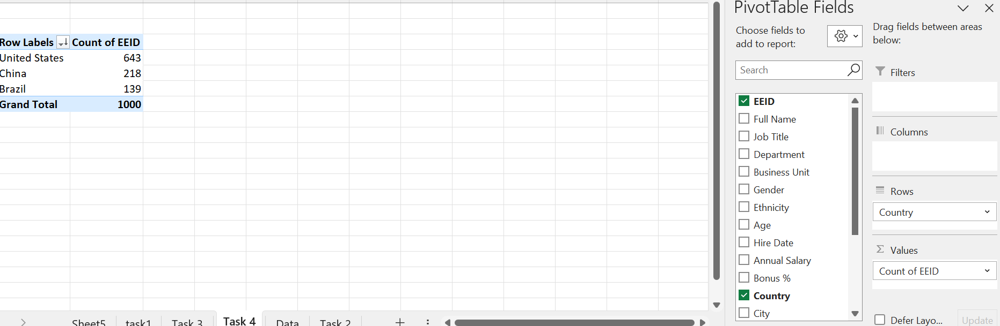 PivotTable Fields
Choose fields to
add to report:
Drag fields between areas
below:
Row Labels Count of EEID
United States 643
China 218
Brazil 139
Grand Total 1000
Search
EEID
Full Name
Job Title
Department
Business Unit
Gender
Ethnicity
Age
Hire Date
Annual Salary
Bonus %
Country
City
Filters
Columns
Rows
Country
Σ Values
Count of EEID
Defer Layo... Update
Sheet5 task1 Task 3 Task 4 Data Task 2